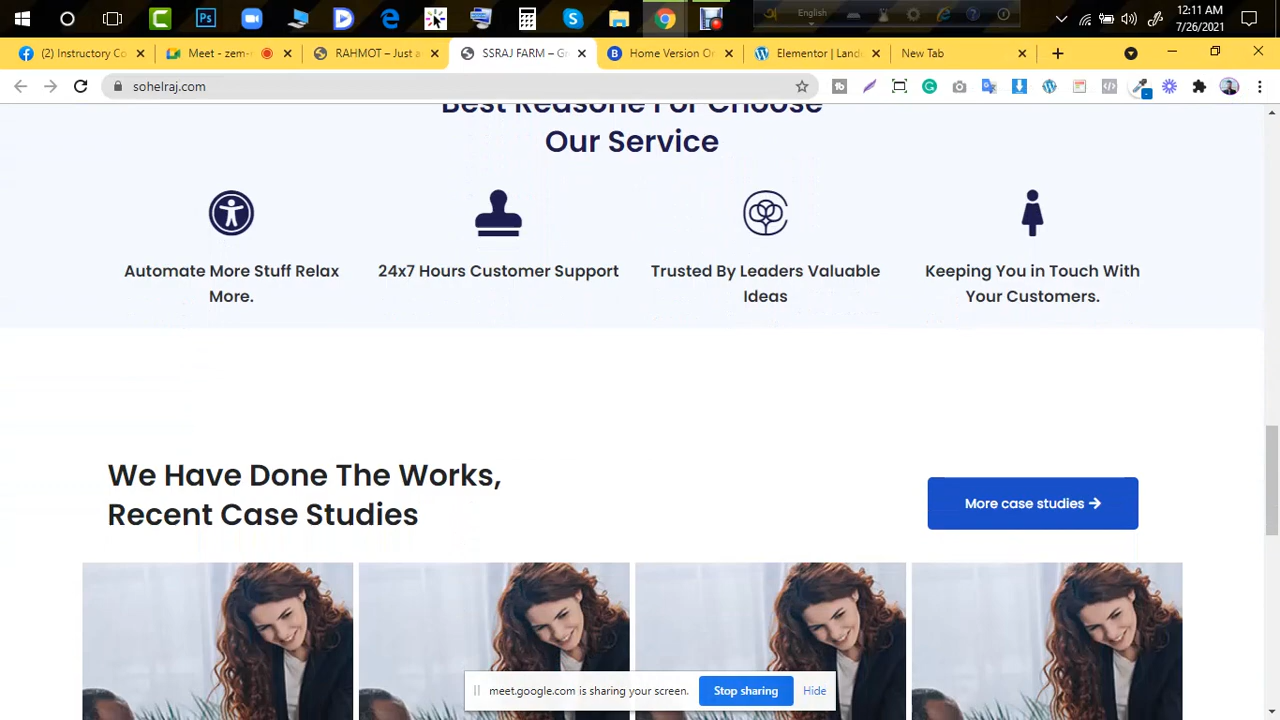 English
12:11 AM
7/26/2021
(2) Instructory Co
Meet - zem-
RAHMOT – Just a
SSRAJ FARM – G
Home Version O
Elementor | Land
New Tab
sohelraj.com
Best Reasone For Choose
Our Service
Automate More Stuff Relax
More.
24x7 Hours Customer Support
Trusted By Leaders Valuable
Ideas
Keeping You in Touch With
Your Customers.
We Have Done The Works,
Recent Case Studies
More case studies →
meet.google.com is sharing your screen.
Stop sharing
Hide